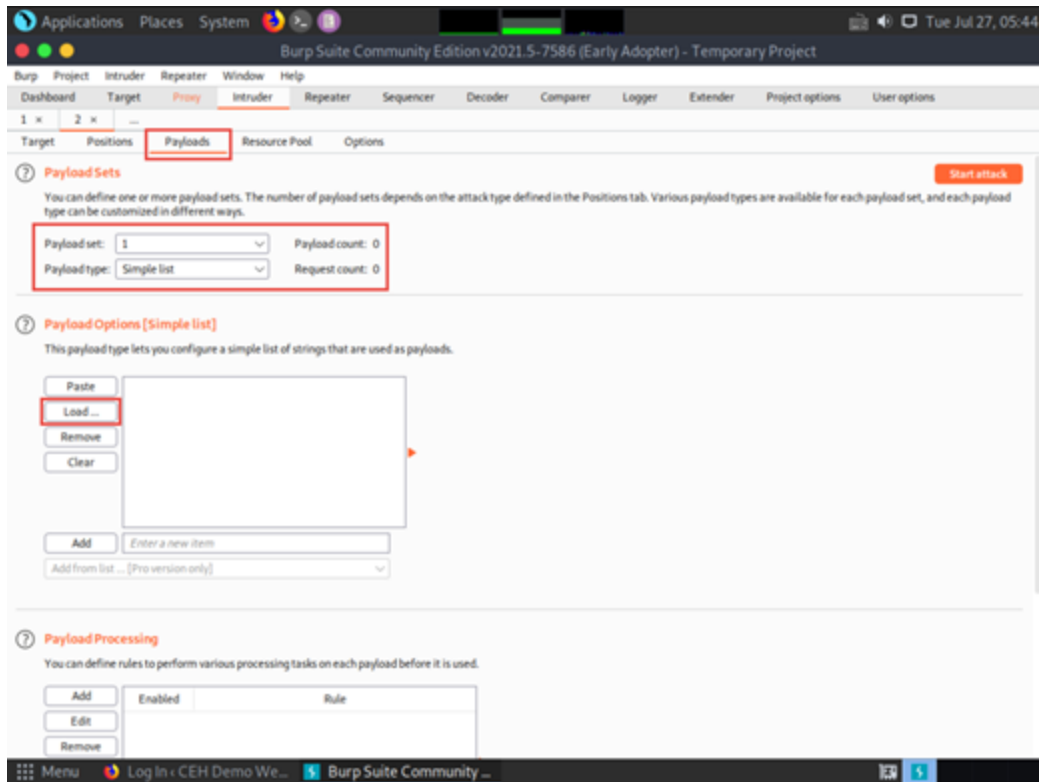 Applications Places System Tue Jul 27, 05:44
Burp Suite Community Edition v2021.5-7586 (Early Adopter) - Temporary Project
Burp Project Intruder Repeater Window Help
Dashboard Target Proxy Intruder Repeater Sequencer Decoder Comparer Logger Extender Project options User options
1 × 2 × ...
Target Positions Payloads Resource Pool Options
? Payload Sets Start attack
You can define one or more payload sets. The number of payload sets depends on the attack type defined in the Positions tab. Various payload types are available for each payload set, and each payload
type can be customized in different ways.
Payload set: 1 Payload count: 0
Payload type: Simple list Request count: 0
? Payload Options [Simple list]
This payload type lets you configure a simple list of strings that are used as payloads.
Paste
Load ...
Remove
Clear
Add Enter a new item
Add from list ... [Pro version only]
? Payload Processing
You can define rules to perform various processing tasks on each payload before it is used.
Add Enabled Rule
Edit
Remove
Menu Log In ‹ CEH Demo We... Burp Suite Community ...